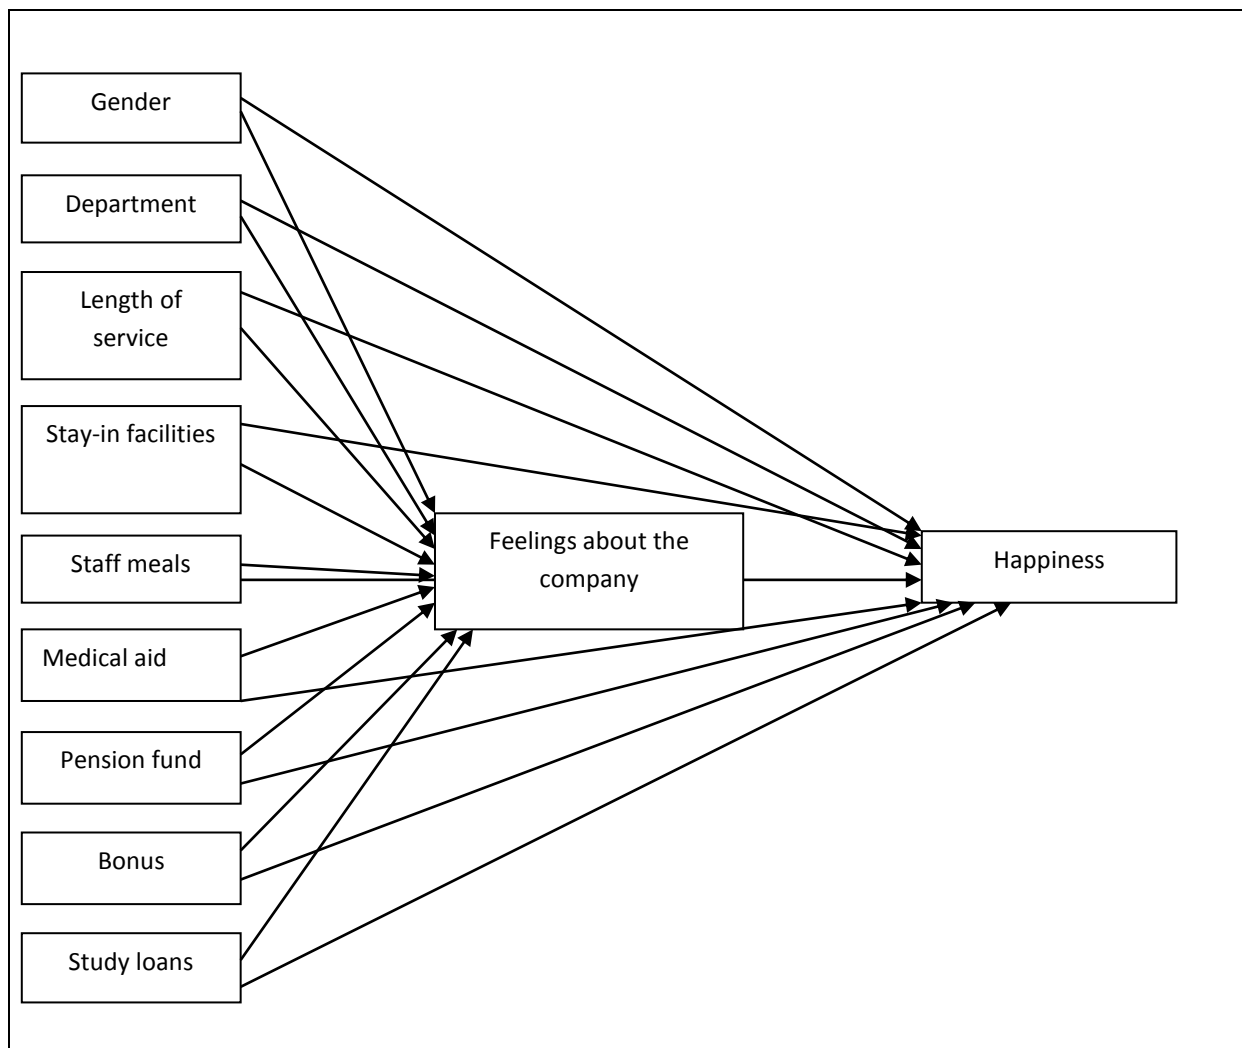 Gender
Department
Length of
service
Stay-in facilities
Staff meals
Medical aid
Pension fund
Bonus
Study loans
Feelings about the
company
Happiness